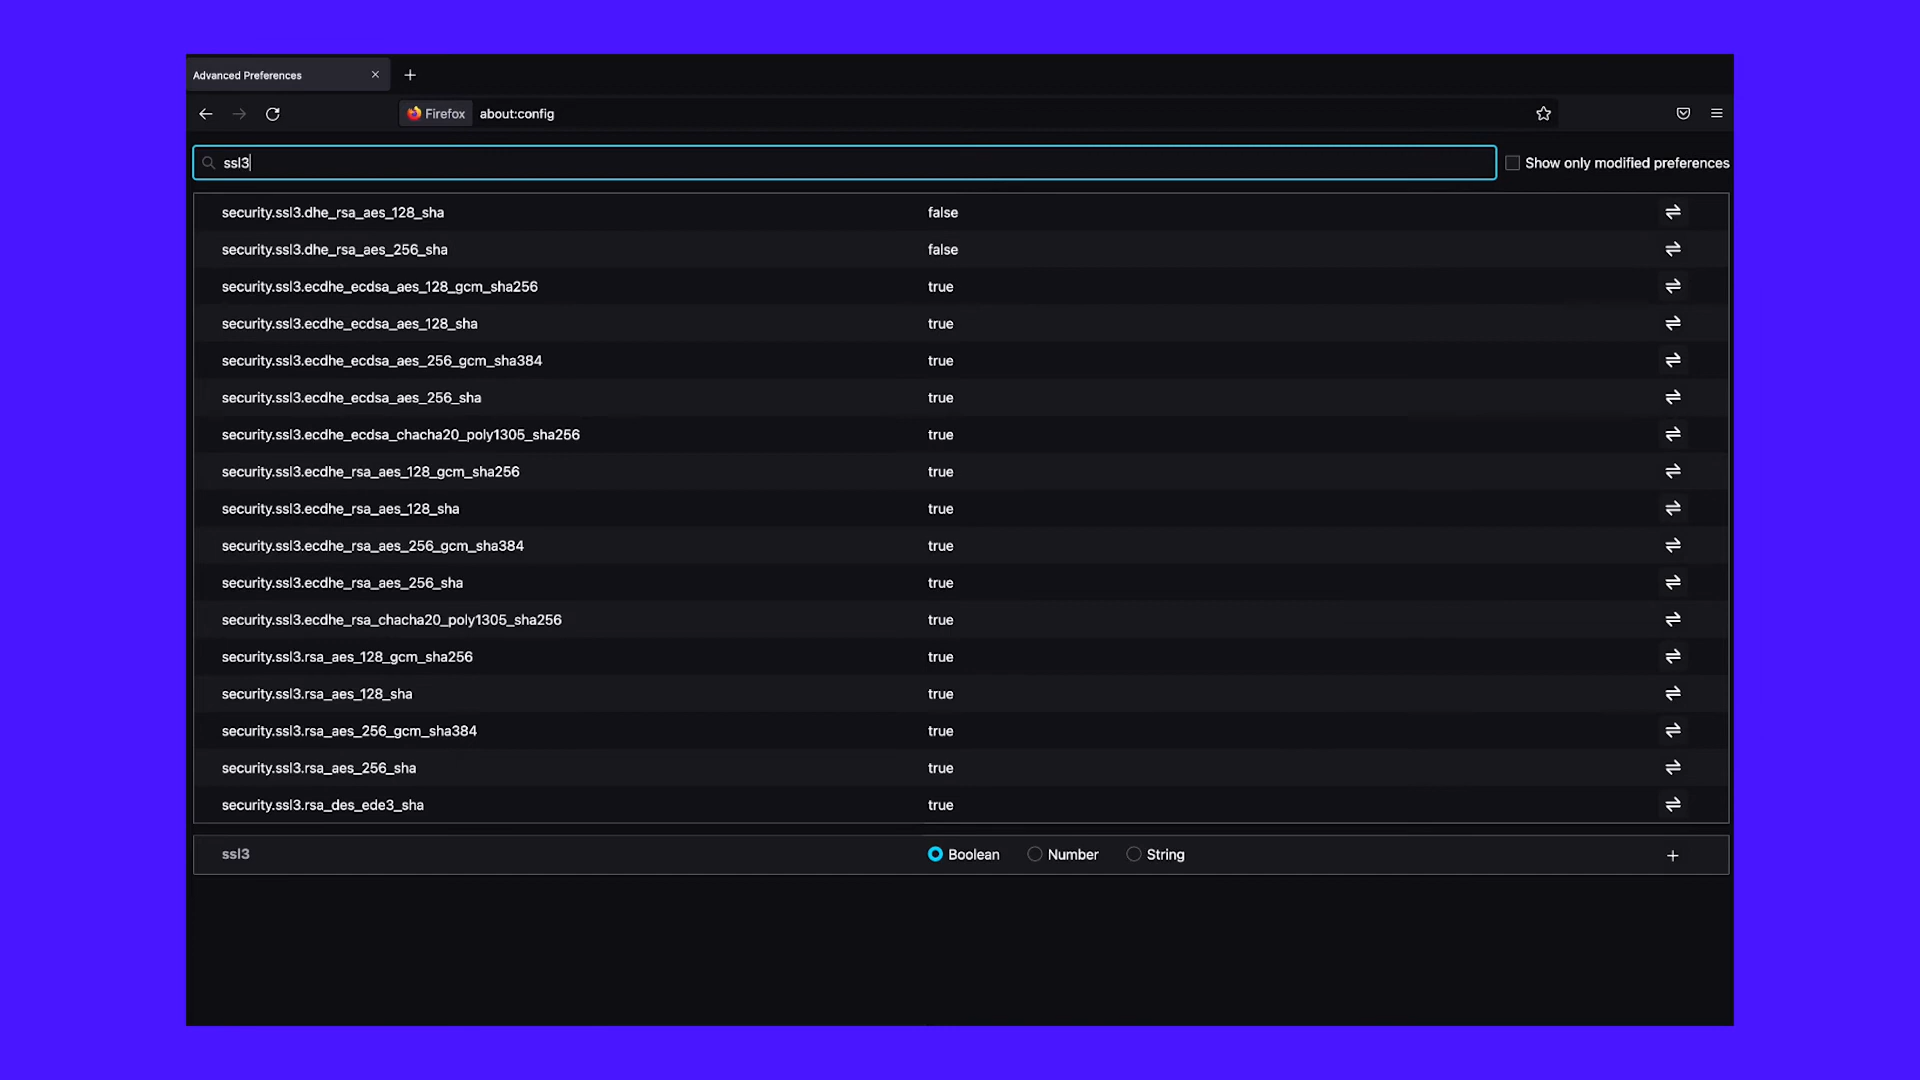 Advanced Preferences
Firefox about:config
ssl3 Show only modified preferences
security.ssl3.dhe_rsa_aes_128_sha false
security.ssl3.dhe_rsa_aes_256_sha false
security.ssl3.ecdhe_ecdsa_aes_128_gcm_sha256 true
security.ssl3.ecdhe_ecdsa_aes_128_sha true
security.ssl3.ecdhe_ecdsa_aes_256_gcm_sha384 true
security.ssl3.ecdhe_ecdsa_aes_256_sha true
security.ssl3.ecdhe_ecdsa_chacha20_poly1305_sha256 true
security.ssl3.ecdhe_rsa_aes_128_gcm_sha256 true
security.ssl3.ecdhe_rsa_aes_128_sha true
security.ssl3.ecdhe_rsa_aes_256_gcm_sha384 true
security.ssl3.ecdhe_rsa_aes_256_sha true
security.ssl3.ecdhe_rsa_chacha20_poly1305_sha256 true
security.ssl3.rsa_aes_128_gcm_sha256 true
security.ssl3.rsa_aes_128_sha true
security.ssl3.rsa_aes_256_gcm_sha384 true
security.ssl3.rsa_aes_256_sha true
security.ssl3.rsa_des_ede3_sha true
ssl3 Boolean Number String